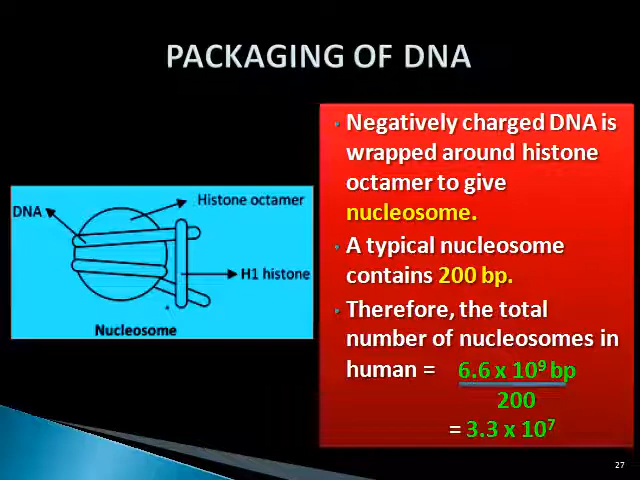 PACKAGING OF DNA
DNA
Histone octamer
H1 histone
Nucleosome
• Negatively charged DNA is
wrapped around histone
octamer to give
nucleosome.
• A typical nucleosome
contains 200 bp.
• Therefore, the total
number of nucleosomes in
human = 6.6 x 10⁹ bp
200
= 3.3 x 10⁷
27